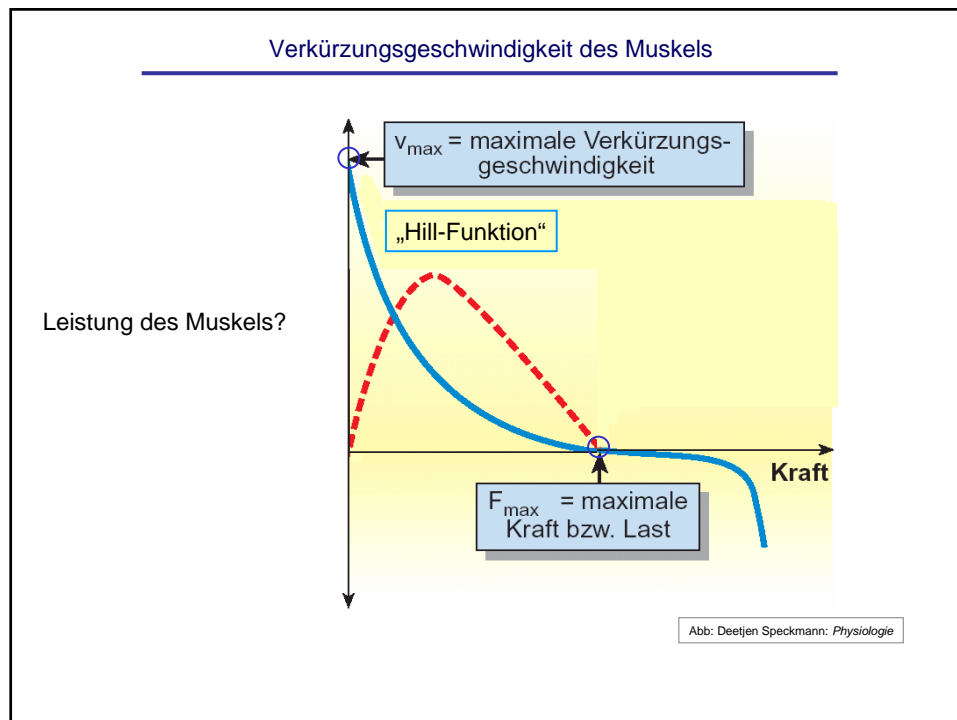 Verkürzungsgeschwindigkeit des Muskels
vmax = maximale Verkürzungs-
geschwindigkeit
„Hill-Funktion“
Leistung des Muskels?
Kraft
Fmax = maximale
Kraft bzw. Last
Abb: Deetjen Speckmann: Physiologie